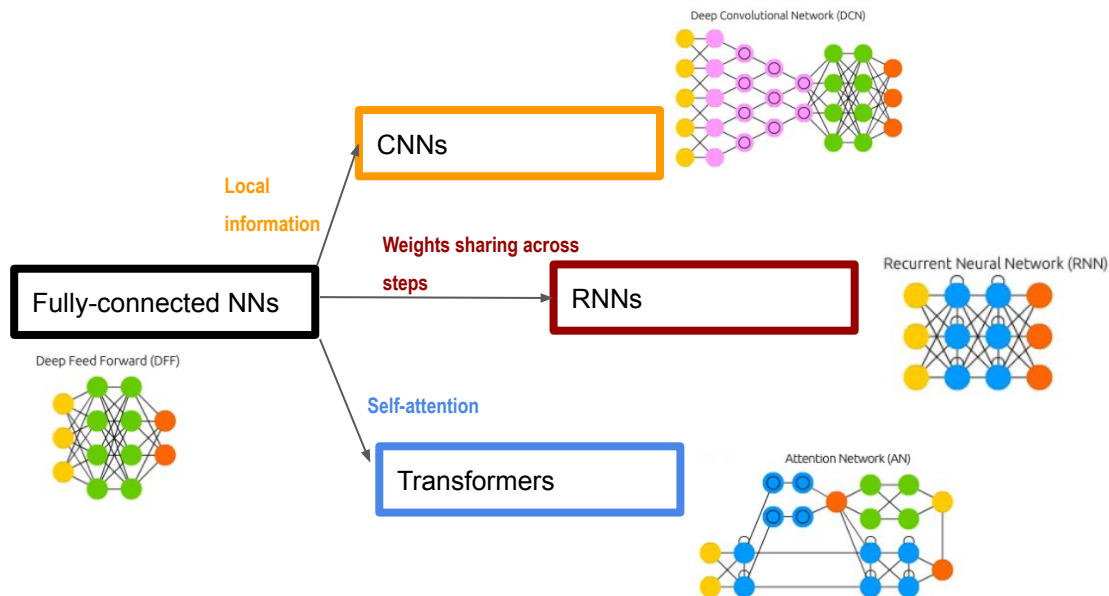 Deep Convolutional Network (DCN)
CNNs
Local
information
Weights sharing across
steps
RNNs
Recurrent Neural Network (RNN)
Fully-connected NNs
Deep Feed Forward (DFF)
Self-attention
Transformers
Attention Network (AN)